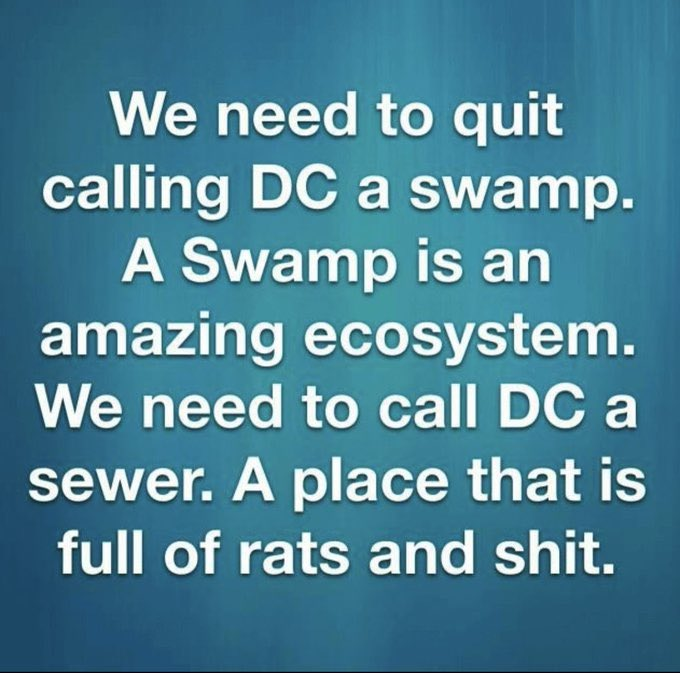 We need to quit
calling DC a swamp.
A Swamp is an
amazing ecosystem.
We need to call DC a
sewer. A place that is
full of rats and shit.